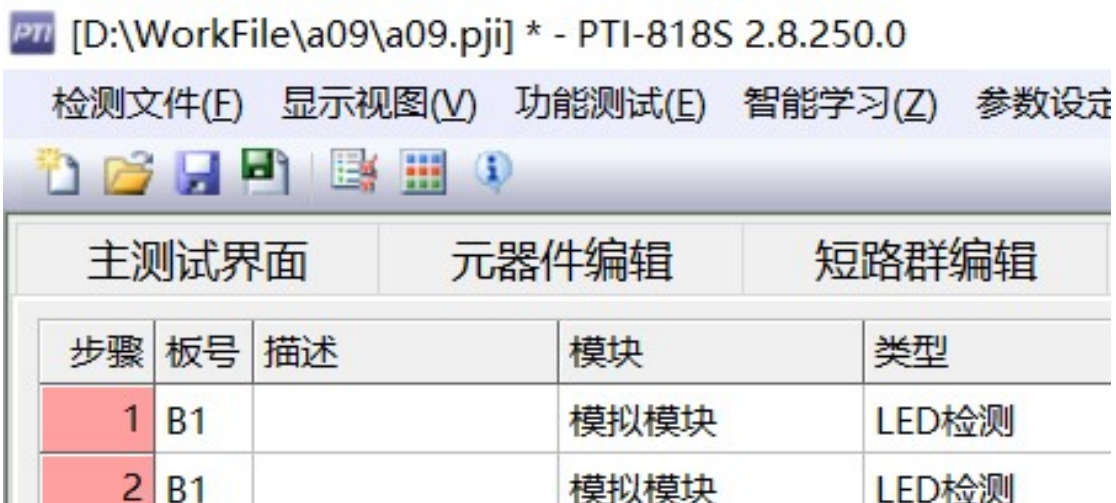 PTI [D:\WorkFile\a09\a09.pji] * - PTI-818S 2.8.250.0
检测文件(F) 显示视图(V) 功能测试(E) 智能学习(Z) 参数设定
主测试界面 元器件编辑 短路群编辑
步骤 板号 描述 模块 类型
1 B1 模拟模块 LED检测
2 B1 模拟模块 LED检测